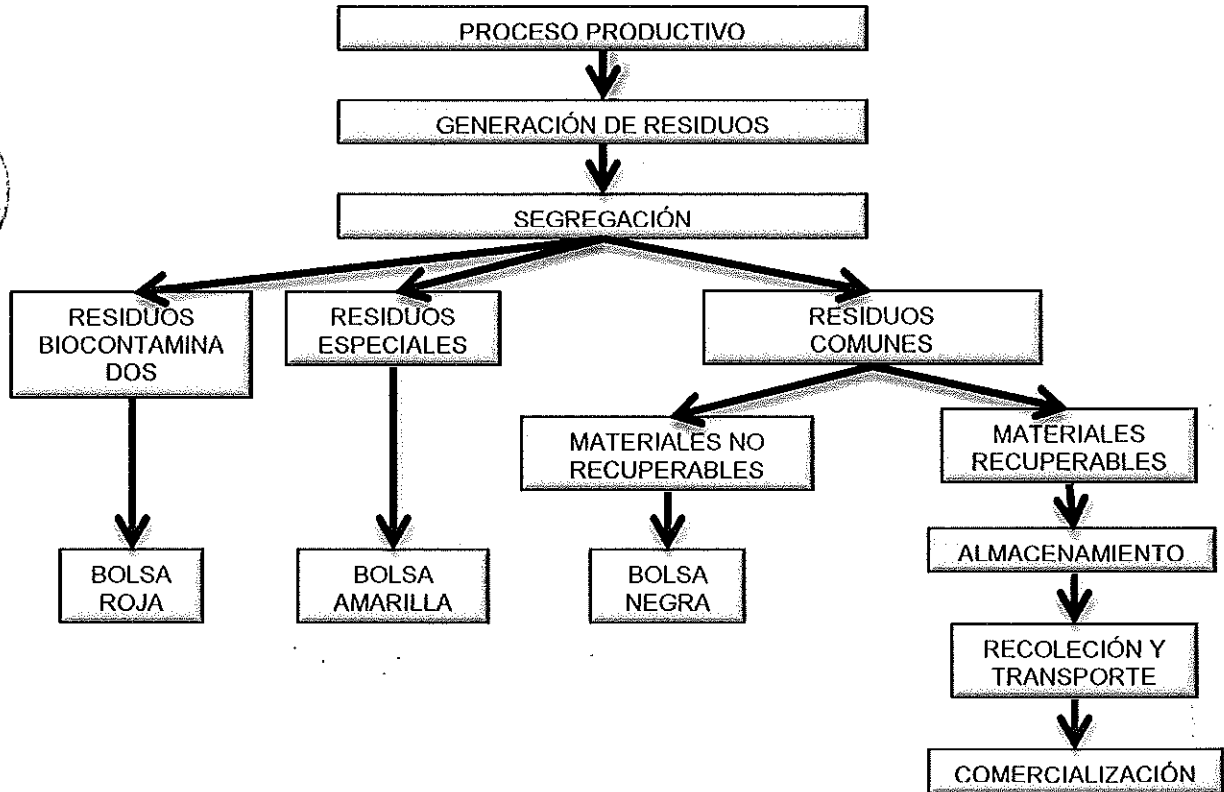 PROCESO PRODUCTIVO
GENERACIÓN DE RESIDUOS
SEGREGACIÓN
RESIDUOS
BIOCONTAMINA
DOS
RESIDUOS
ESPECIALES
RESIDUOS
COMUNES
MATERIALES NO
RECUPERABLES
MATERIALES
RECUPERABLES
BOLSA
ROJA
BOLSA
AMARILLA
BOLSA
NEGRA
ALMACENAMIENTO
RECOLECIÓN Y
TRANSPORTE
COMERCIALIZACIÓN